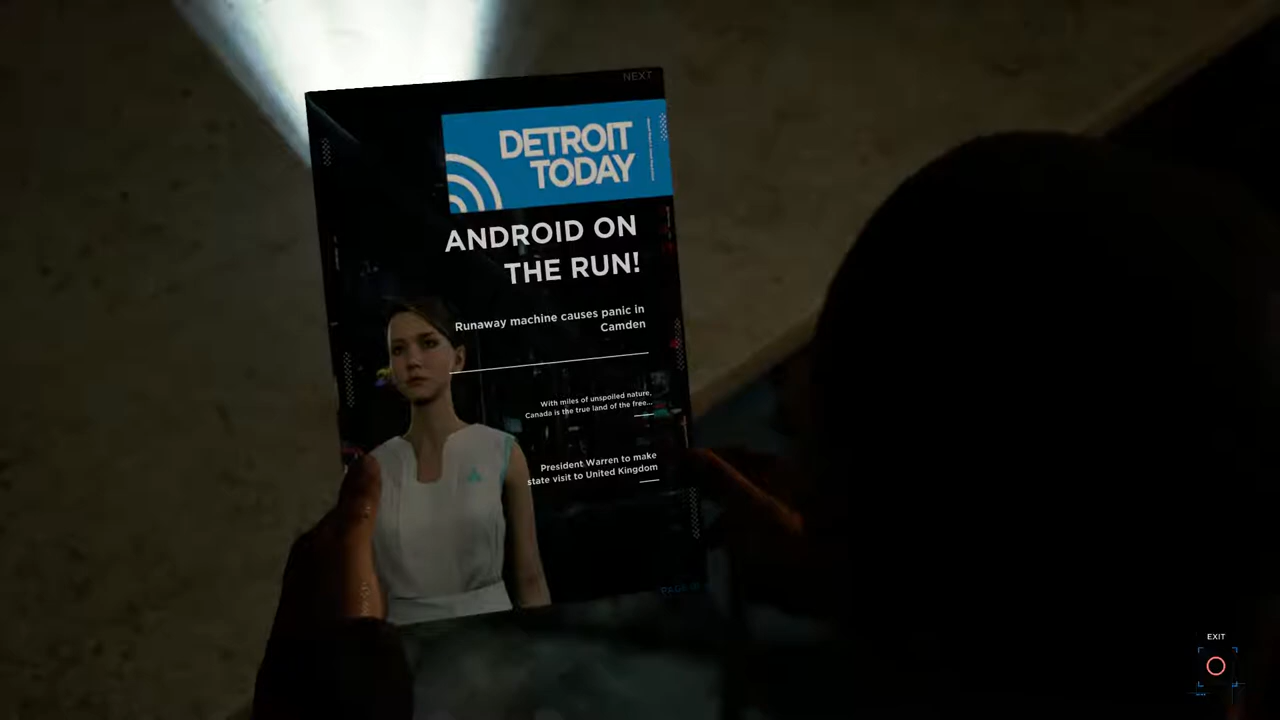 NEXT
DETROIT
TODAY
ANDROID ON
THE RUN!
Runaway machine causes panic in
Camden
With miles of unspoiled nature,
Canada is the true land of the free...
President Warren to make
state visit to United Kingdom
EXIT